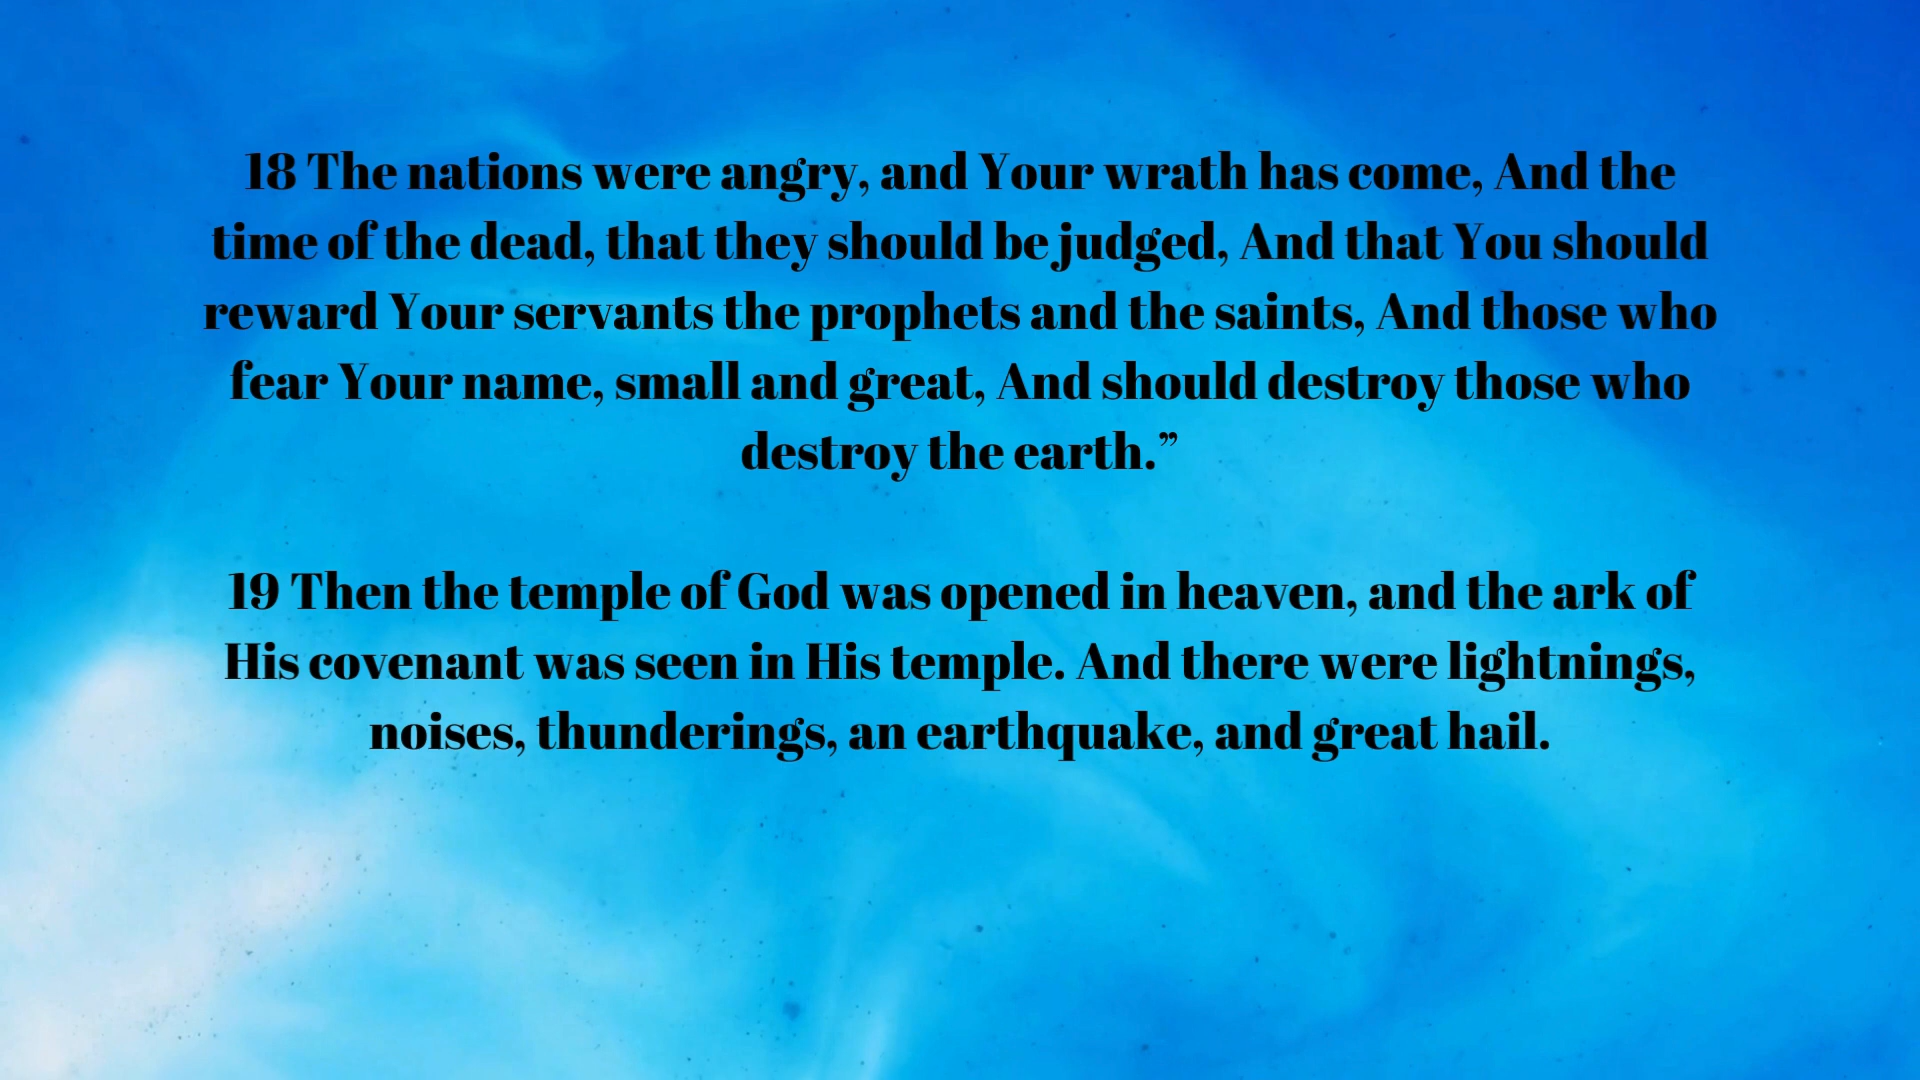 18 The nations were angry, and Your wrath has come, And the
time of the dead, that they should be judged, And that You should
reward Your servants the prophets and the saints, And those who
fear Your name, small and great, And should destroy those who
destroy the earth.”
19 Then the temple of God was opened in heaven, and the ark of
His covenant was seen in His temple. And there were lightnings,
noises, thunderings, an earthquake, and great hail.